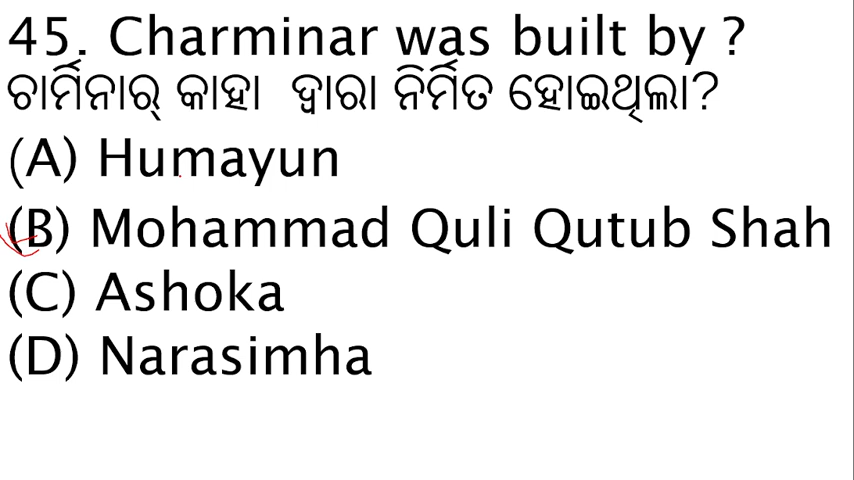 45. Charminar was built by ?
ଚାର୍ମିନାର୍ କାହା ଦ୍ୱାରା ନିର୍ମିତ ହୋଇଥିଲା?
(A) Humayun
(B) Mohammad Quli Qutub Shah
(C) Ashoka
(D) Narasimha